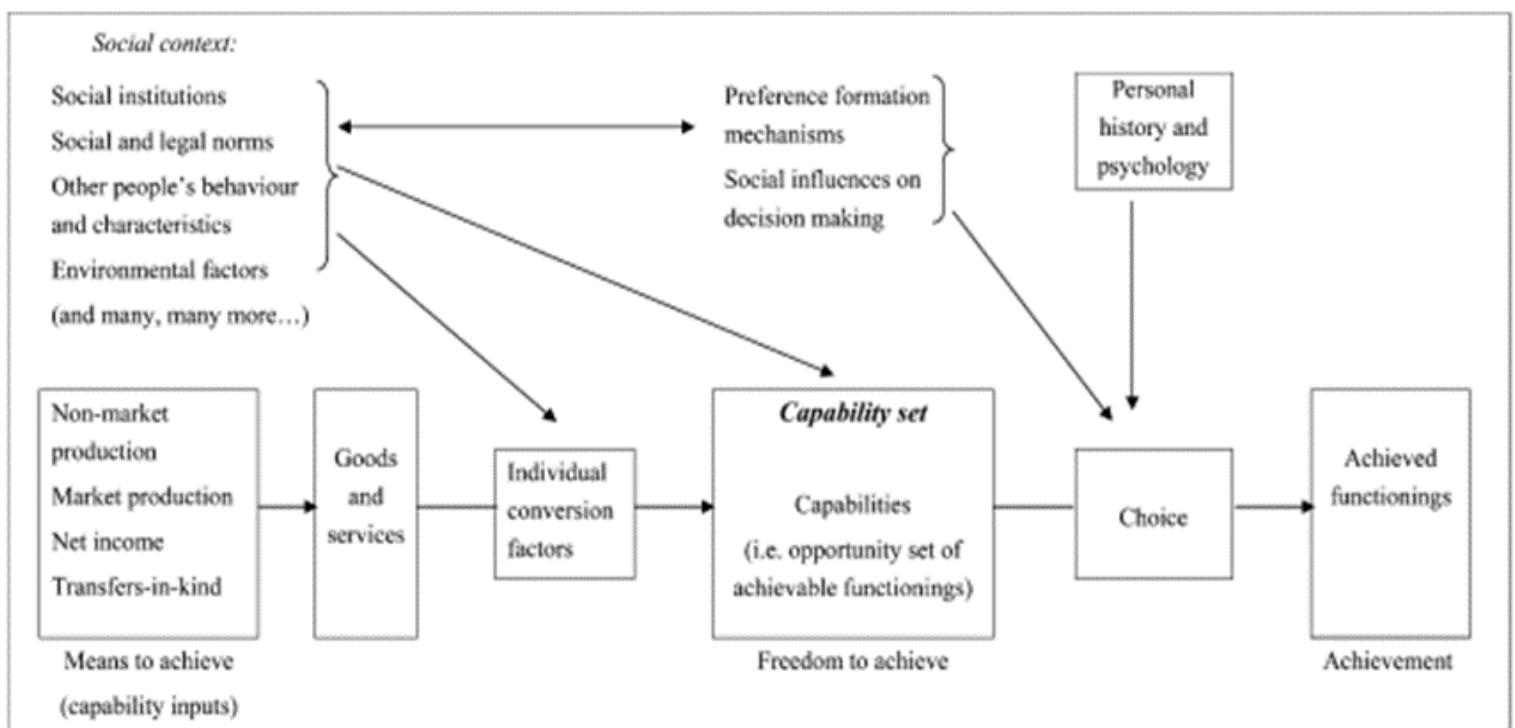 Social context:
Social institutions
Social and legal norms
Other people's behaviour
and characteristics
Environmental factors
(and many, many more…)
Preference formation
mechanisms
Social influences on
decision making
Personal
history and
psychology
Non-market
production
Market production
Net income
Transfers-in-kind
Means to achieve
(capability inputs)
Goods
and
services
Individual
conversion
factors
Capability set
Capabilities
(i.e. opportunity set of
achievable functionings)
Freedom to achieve
Choice
Achieved
functionings
Achievement